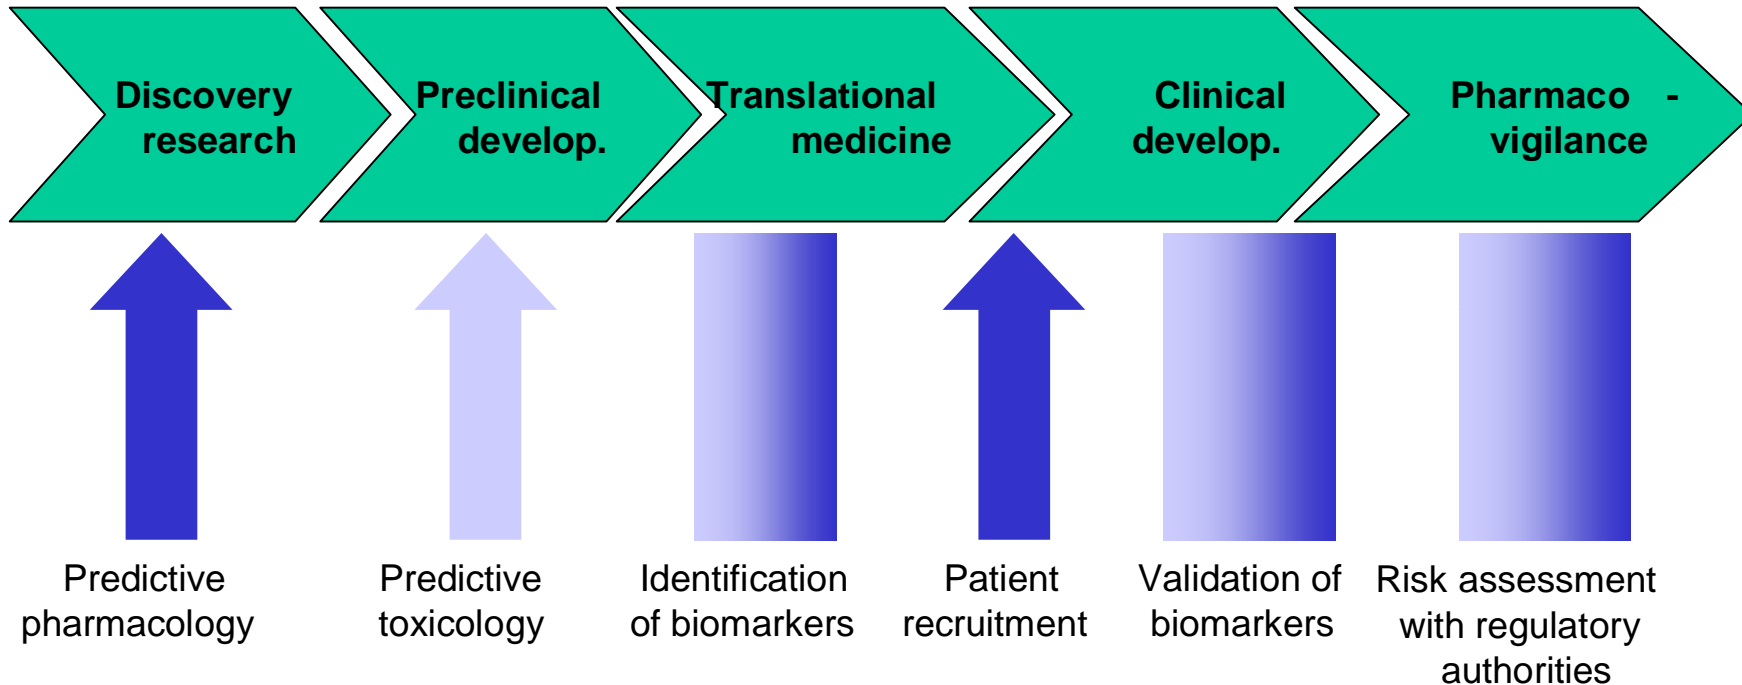 Discovery
research
Preclinical
develop.
Translational
medicine
Clinical
develop.
Pharmaco -
vigilance
Predictive
pharmacology
Predictive
toxicology
Identification
of biomarkers
Patient
recruitment
Validation of
biomarkers
Risk assessment
with regulatory
authorities